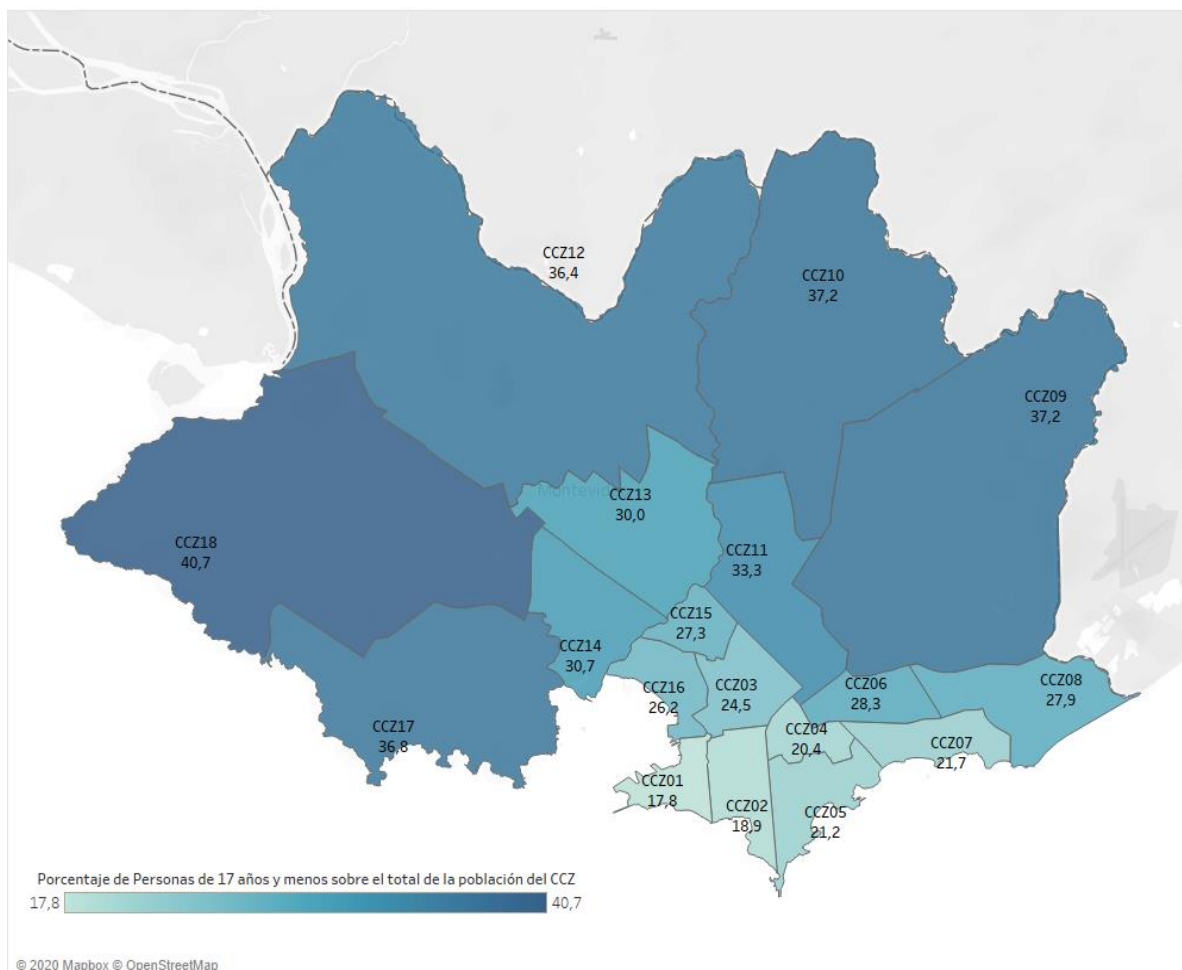 CCZ12
36,4
CCZ10
37,2
CCZ09
37,2
Montevid
CCZ13
30,0
CCZ18
40,7
CCZ11
33,3
CCZ15
27,3
CCZ14
30,7
CCZ16
26,2
CCZ03
24,5
CCZ06
28,3
CCZ08
27,9
CCZ17
36,8
CCZ04
20,4
CCZ07
21,7
CCZ01
17,8
CCZ02
18,9
CCZ05
21,2
Porcentaje de Personas de 17 años y menos sobre el total de la población del CCZ
17,8
40,7
© 2020 Mapbox © OpenStreetMap